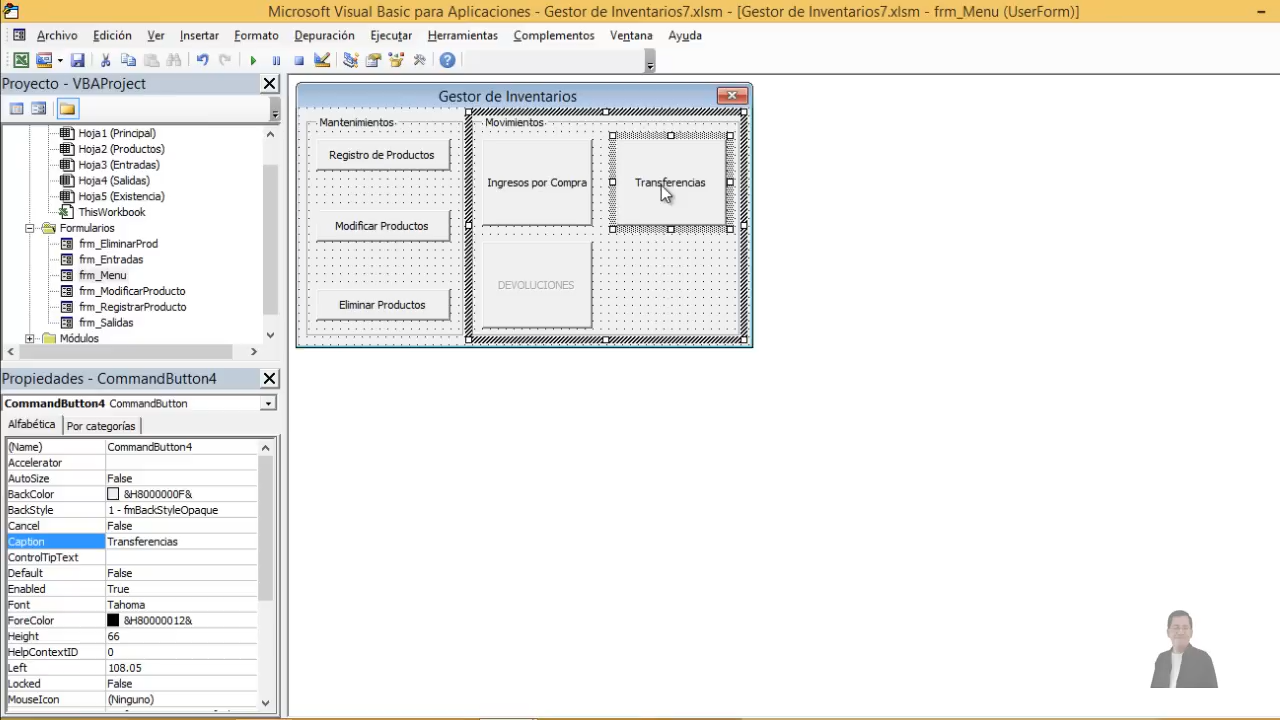 Microsoft Visual Basic para Aplicaciones - Gestor de Inventarios7.xlsm - [Gestor de Inventarios7.xlsm - frm_Menu (UserForm)]
Archivo Edición Ver Insertar Formato Depuración Ejecutar Herramientas Complementos Ventana Ayuda
Proyecto - VBAProject
Hoja1 (Principal)
Hoja2 (Productos)
Hoja3 (Entradas)
Hoja4 (Salidas)
Hoja5 (Existencia)
ThisWorkbook
Formularios
frm_EliminarProd
frm_Entradas
frm_Menu
frm_ModificarProducto
frm_RegistrarProducto
frm_Salidas
Módulos
Propiedades - CommandButton4
CommandButton4 CommandButton
Alfabética Por categorías
(Name) CommandButton4
Accelerator
AutoSize False
BackColor &H8000000F&
BackStyle 1 - fmBackStyleOpaque
Cancel False
Caption Transferencias
ControlTipText
Default False
Enabled True
Font Tahoma
ForeColor &H80000012&
Height 66
HelpContextID 0
Left 108.05
Locked False
MouseIcon (Ninguno)
Gestor de Inventarios
Mantenimientos
Registro de Productos
Modificar Productos
Eliminar Productos
Movimientos
Ingresos por Compra
Transferencias
DEVOLUCIONES